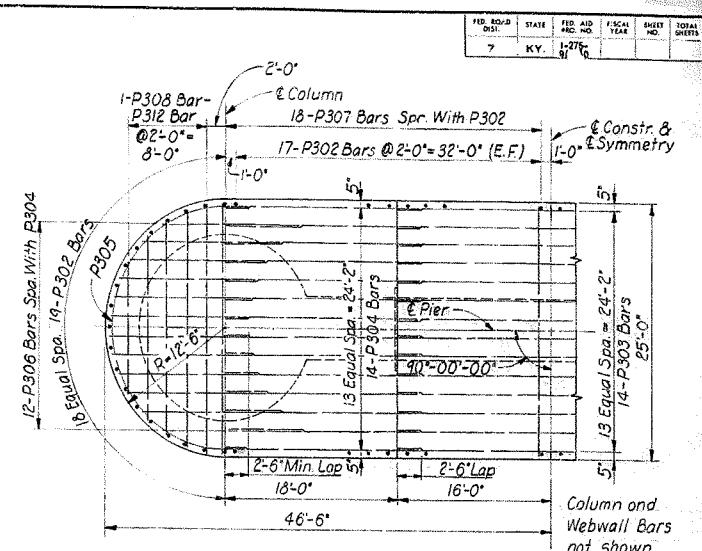 FED. ROAD DIST.
STATE
FED. AID PRO. NO.
FISCAL YEAR
SHEET NO.
TOTAL SHEETS
7
KY.
2'-0"
℄ Column
1-P308 Bar-
P312 Bar
@2'-0"=
8'-0"
18-P307 Bars Spr. With P302
℄ Constr. &
℄ Symmetry
17-P302 Bars @ 2'-0"= 32'-0" (E.F.)
1'-0"
1'-0"
5"
5"
12-P306 Bars Spa. With P304
18 Equal Spa. 19-P302 Bars
P305
R=12'-6"
13 Equal Spa. = 24'-2"
14-P304 Bars
℄ Pier
90°-00'-00"
13 Equal Spa. = 24'-2"
14-P303 Bars
25'-0"
2'-6" Min. Lap
5"
2'-6" Lap
5"
18'-0"
16'-0"
46'-6"
Column and
Webwall Bars
not shown